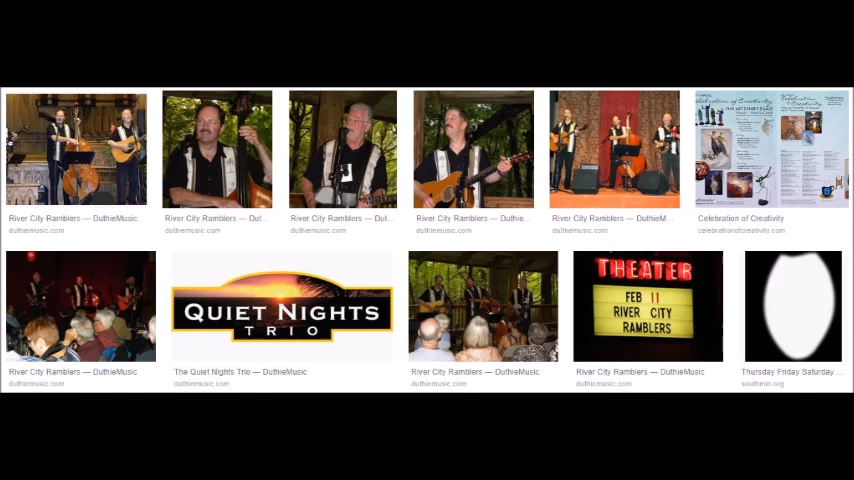 River City Ramblers — DuthieMusic
duthiemusic.com
River City Ramblers — Dut...
duthiemusic.com
River City Ramblers — Dut...
duthiemusic.com
River City Ramblers — Duthie...
duthiemusic.com
River City Ramblers — DuthieM...
duthiemusic.com
Celebration of Creativity
celebrationofcreativity.com
QUIET NIGHTS
TRIO
THEATER
FEB 11
RIVER CITY
RAMBLERS
River City Ramblers — DuthieMusic
duthiemusic.com
The Quiet Nights Trio — DuthieMusic
duthiemusic.com
River City Ramblers — DuthieMusic
duthiemusic.com
River City Ramblers — DuthieMusic
duthiemusic.com
Thursday Friday Saturday ...
southmin.org